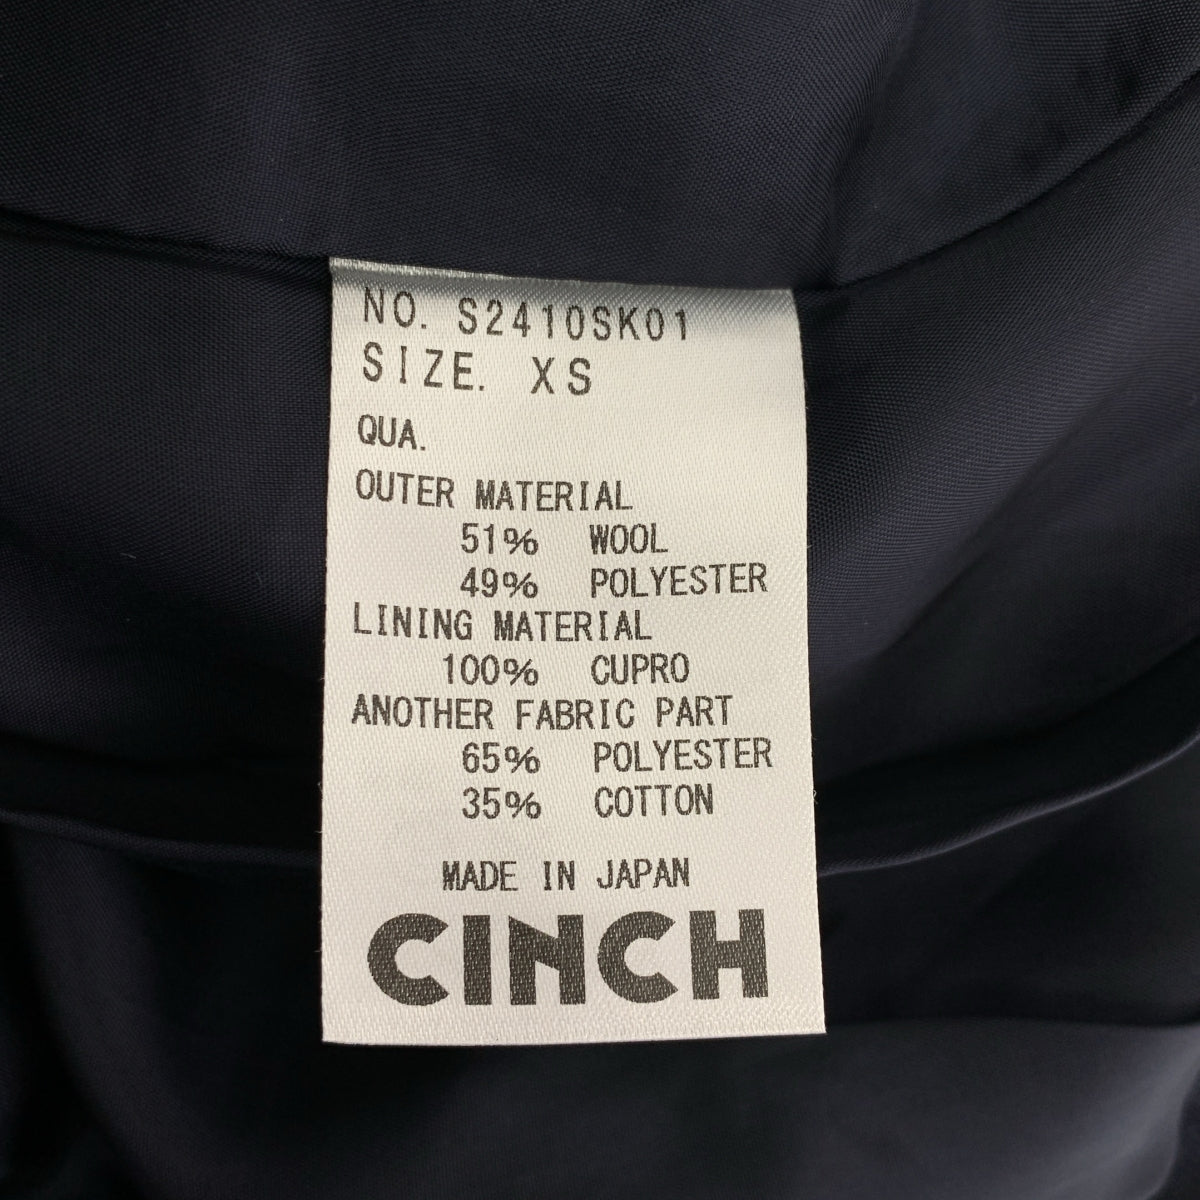 NO. S2410SK01
SIZE. XS
QUA.
OUTER MATERIAL
51% WOOL
49% POLYESTER
LINING MATERIAL
100% CUPRO
ANOTHER FABRIC PART
65% POLYESTER
35% COTTON
MADE IN JAPAN
CINCH